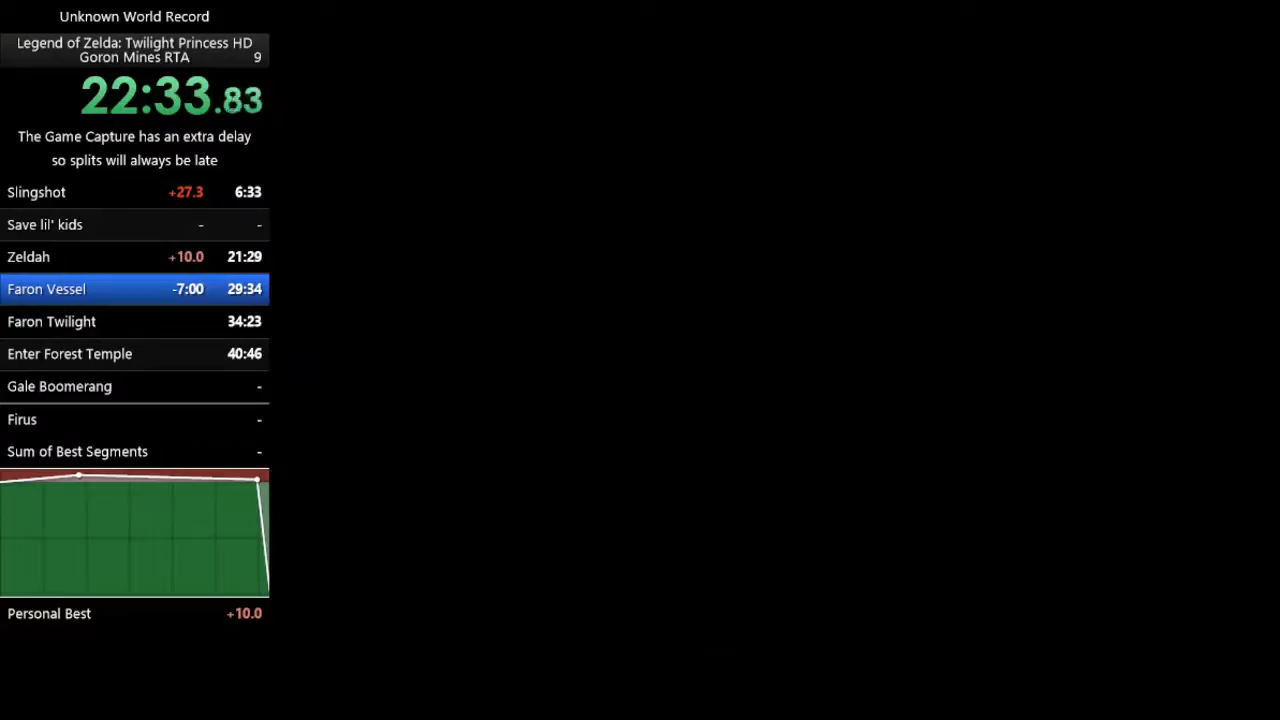 Unknown World Record
Legend of Zelda: Twilight Princess HD
Goron Mines RTA 9
22:33.83
The Game Capture has an extra delay
so splits will always be late
Slingshot +27.3 6:33
Save lil' kids - -
Zeldah +10.0 21:29
Faron Vessel -7:00 29:34
Faron Twilight 34:23
Enter Forest Temple 40:46
Gale Boomerang -
Firus -
Sum of Best Segments -
Personal Best +10.0